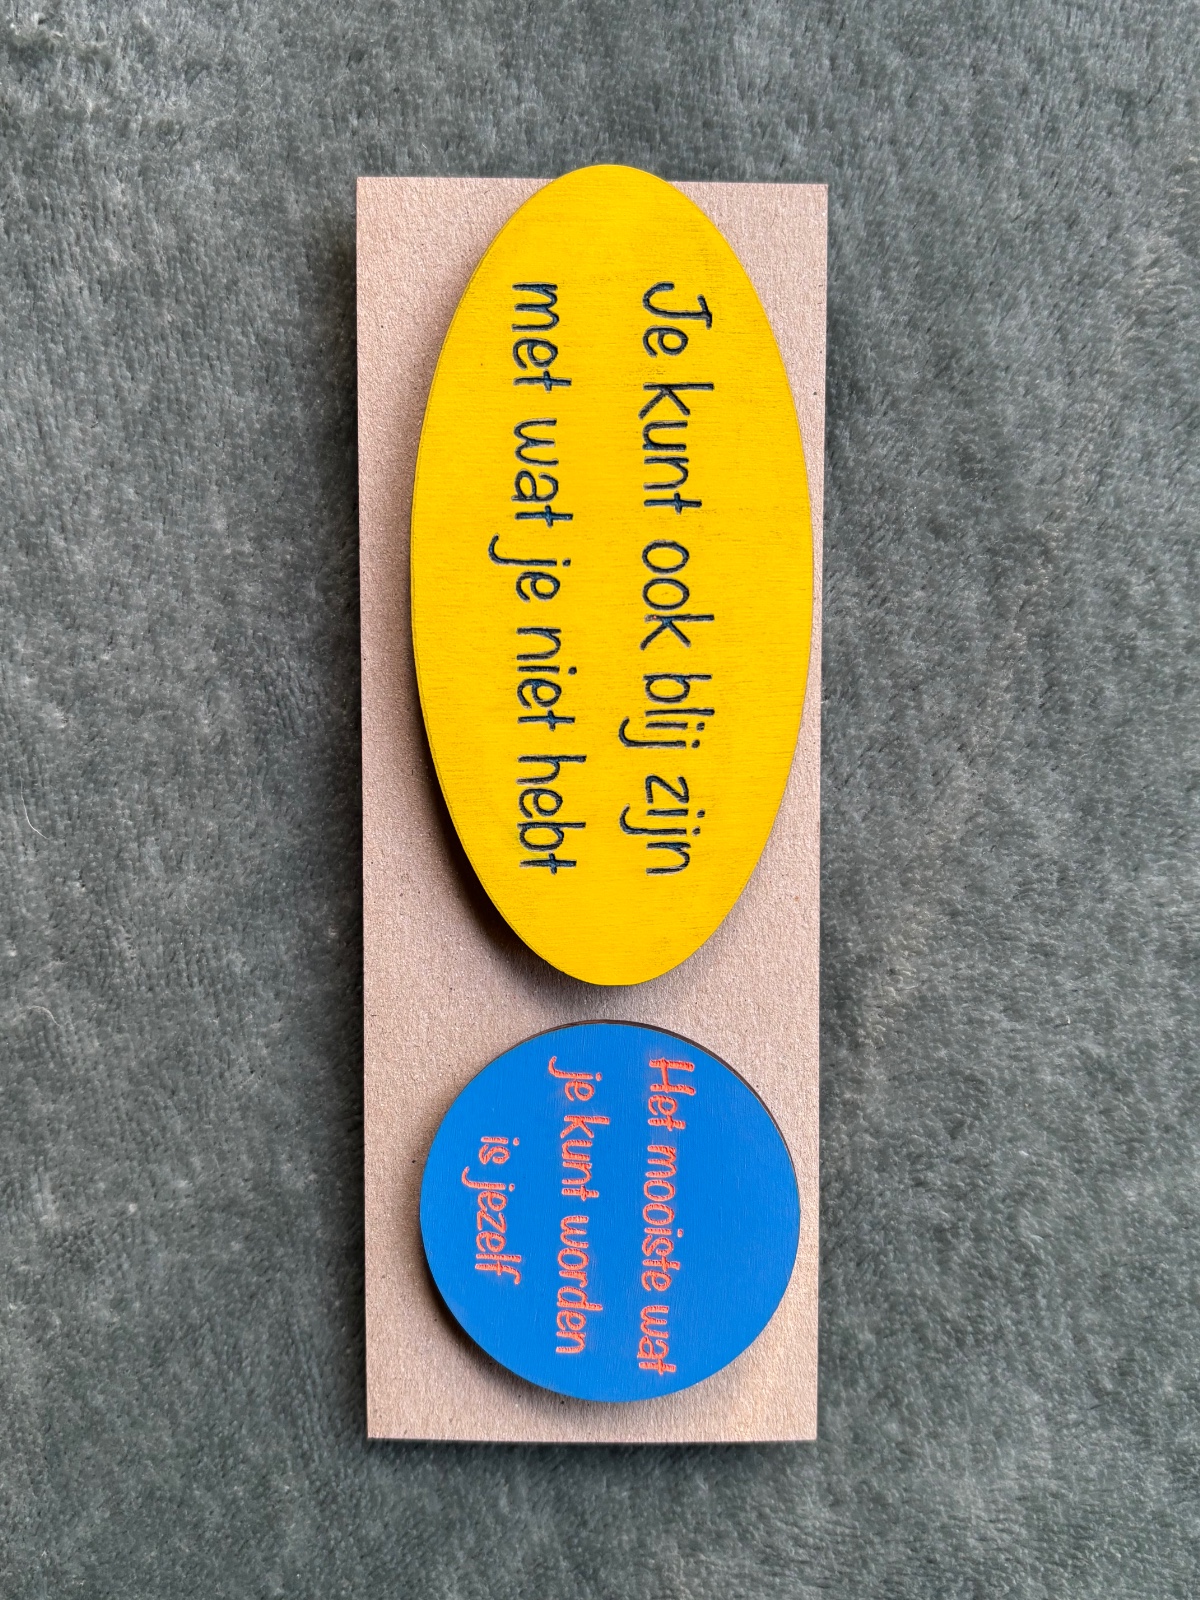 Je kunt ook blij zijn
met wat je niet hebt
Het mooiste wat
je kunt worden
is jezelf